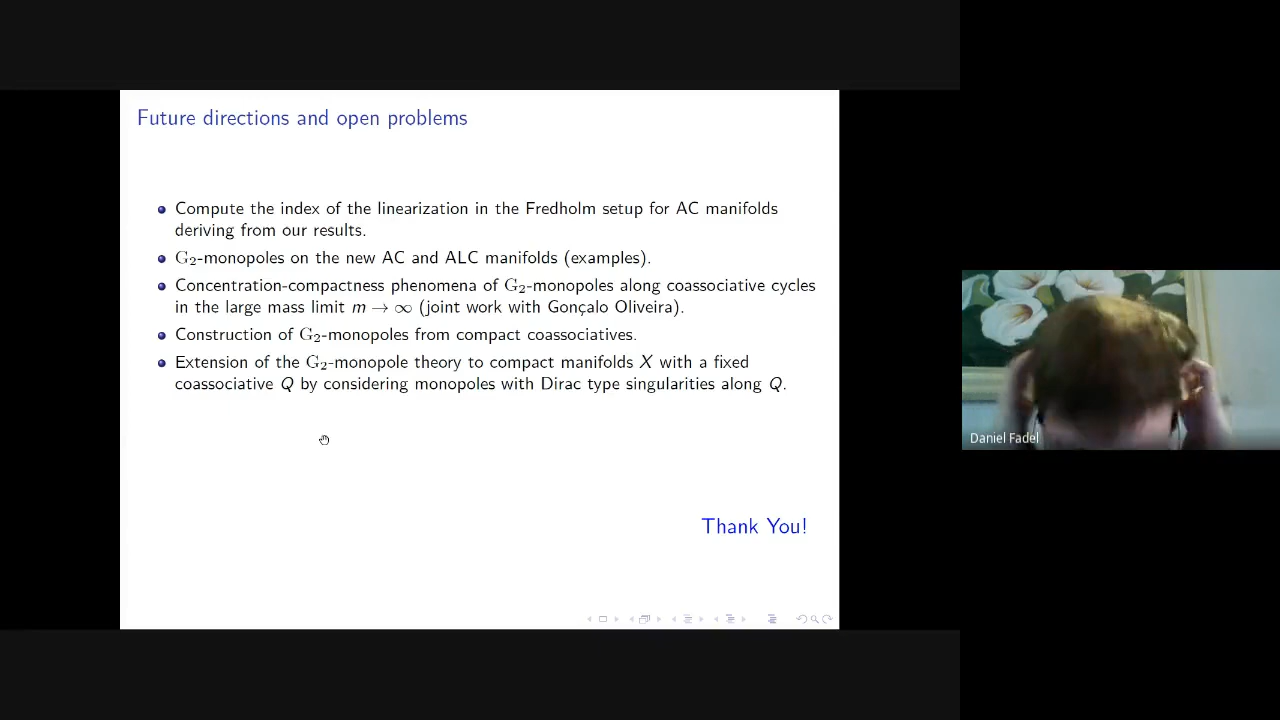 Future directions and open problems
Compute the index of the linearization in the Fredholm setup for AC manifolds
deriving from our results.
G₂-monopoles on the new AC and ALC manifolds (examples).
Concentration-compactness phenomena of G₂-monopoles along coassociative cycles
in the large mass limit m → ∞ (joint work with Gonçalo Oliveira).
Construction of G₂-monopoles from compact coassociatives.
Extension of the G₂-monopole theory to compact manifolds X with a fixed
coassociative Q by considering monopoles with Dirac type singularities along Q.
Thank You!
Daniel Fadel